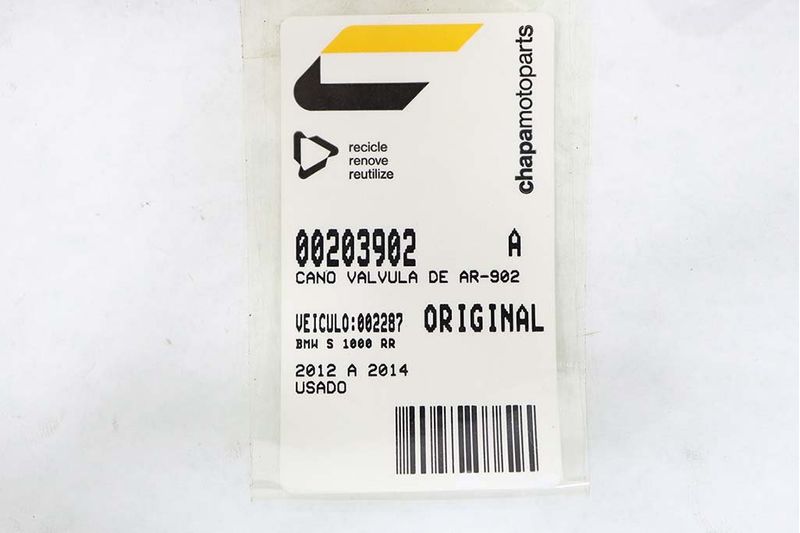 chapamotoparts
recicle
renove
reutilize
00203902 A
CANO VALVULA DE AR-902
VEICULO:002287 ORIGINAL
BMW S 1000 RR
2012 A 2014
USADO